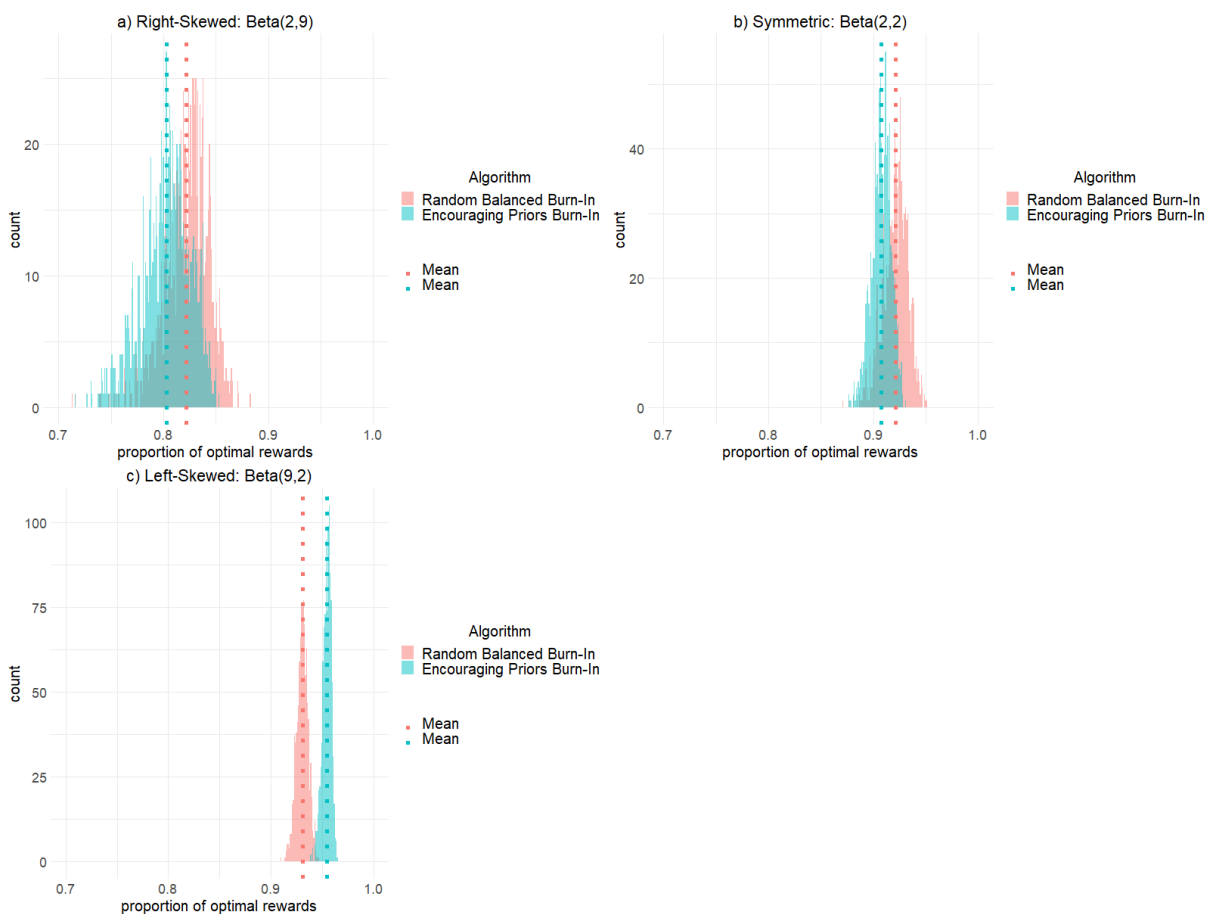 a) Right-Skewed: Beta(2,9)
count
20
10
0
0.7 0.8 0.9 1.0
proportion of optimal rewards
Algorithm
Random Balanced Burn-In
Encouraging Priors Burn-In
Mean
Mean
b) Symmetric: Beta(2,2)
count
40
20
0
0.7 0.8 0.9 1.0
proportion of optimal rewards
Algorithm
Random Balanced Burn-In
Encouraging Priors Burn-In
Mean
Mean
c) Left-Skewed: Beta(9,2)
count
100
75
50
25
0
0.7 0.8 0.9 1.0
proportion of optimal rewards
Algorithm
Random Balanced Burn-In
Encouraging Priors Burn-In
Mean
Mean